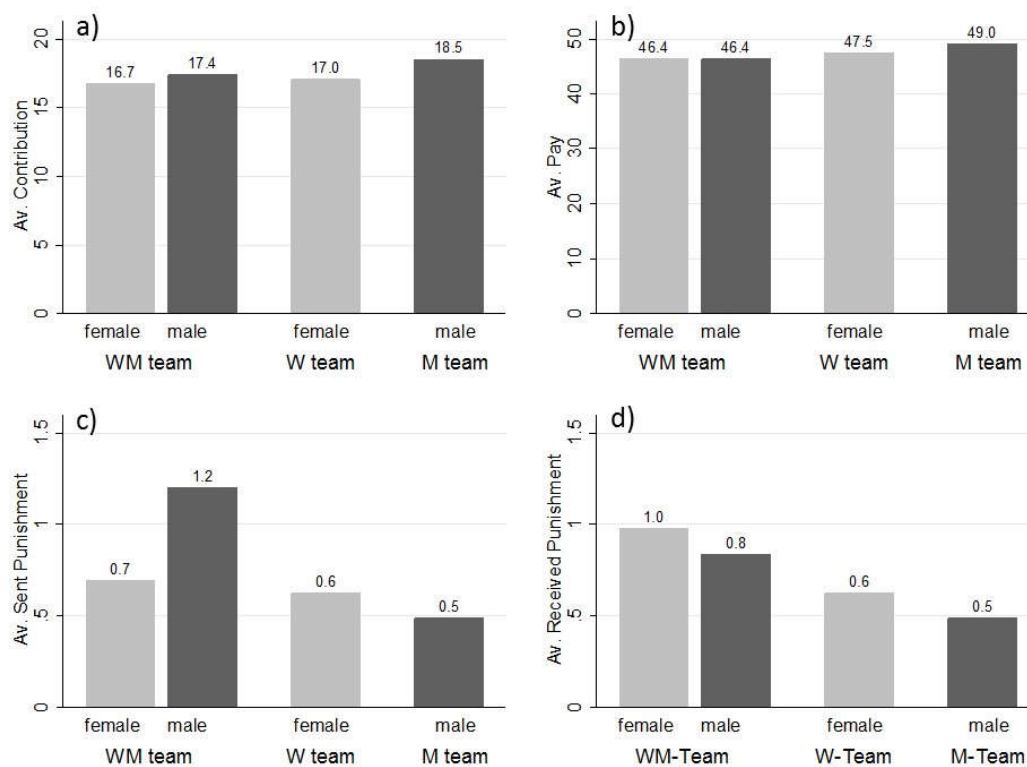 a)
Av. Contribution
20
15
10
5
0
16.7
17.4
17.0
18.5
female male female male
WM team W team M team
b)
Av. Pay
50
40
30
20
10
0
46.4
46.4
47.5
49.0
female male female male
WM team W team M team
c)
Av. Sent Punishment
1.5
1
.5
0
0.7
1.2
0.6
0.5
female male female male
WM team W team M team
d)
Av. Received Punishment
1.5
1
.5
0
1.0
0.8
0.6
0.5
female male female male
WM-Team W-Team M-Team